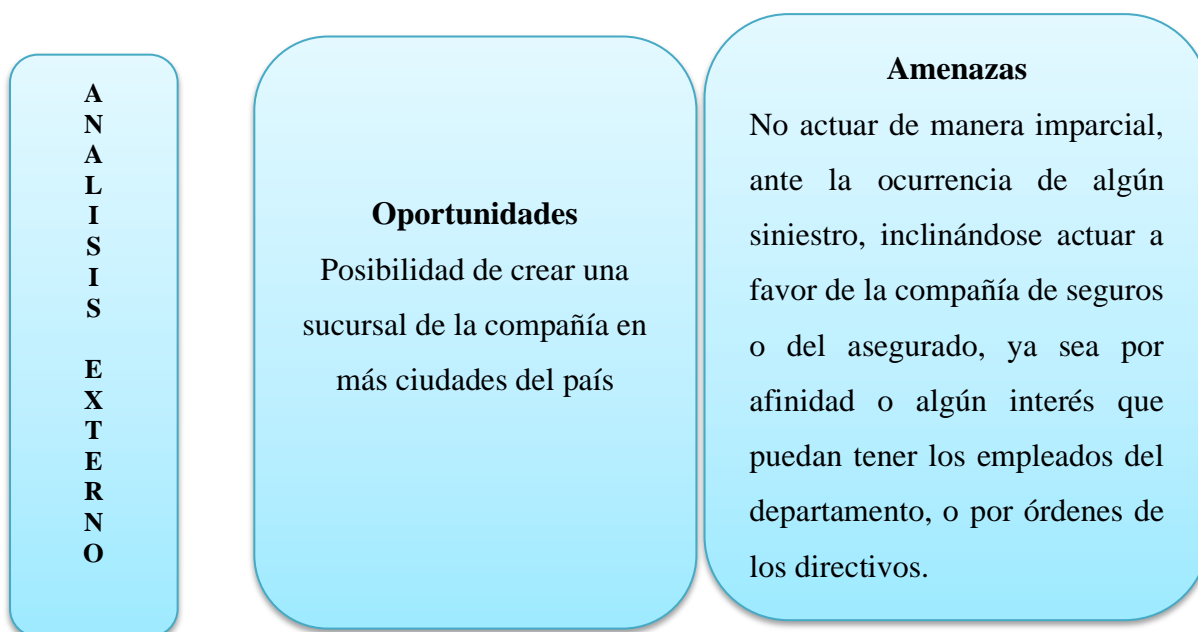 A
N
A
L
I
S
I
S
E
X
T
E
R
N
O
Oportunidades
Posibilidad de crear una
sucursal de la compañía en
más ciudades del país
Amenazas
No actuar de manera imparcial,
ante la ocurrencia de algún
siniestro, inclinándose actuar a
favor de la compañía de seguros
o del asegurado, ya sea por
afinidad o algún interés que
puedan tener los empleados del
departamento, o por órdenes de
los directivos.